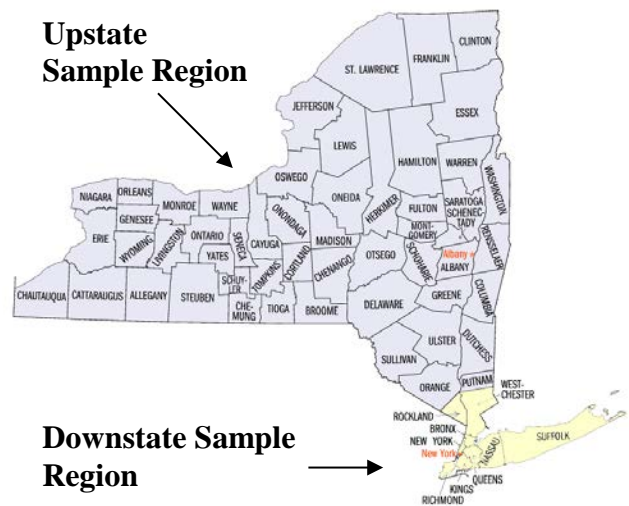 Upstate
Sample Region
CLINTON
FRANKLIN
ST. LAWRENCE
JEFFERSON
ESSEX
LEWIS
HAMILTON
WARREN
WASHINGTON
OSWEGO
ONEIDA
HERKIMER
FULTON
SARATOGA
SCHENEC-
TADY
MONT-
GOMERY
NIAGARA
ORLEANS
MONROE
WAYNE
GENESEE
ONONDAGA
MADISON
ERIE
WYOMING
LIVINGSTON
ONTARIO
YATES
SENECA
CAYUGA
CORTLAND
CHENANGO
OTSEGO
SCHOHARIE
Albany
ALBANY
RENSSELAER
CHAUTAUQUA
CATTARAUGUS
ALLEGANY
STEUBEN
SCHUY-
LER
CHE-
MUNG
TOMPKINS
TIOGA
BROOME
DELAWARE
GREENE
COLUMBIA
ULSTER
DUTCHESS
SULLIVAN
ORANGE
PUTNAM
WEST-
CHESTER
ROCKLAND
BRONX
NEW YORK
New York
NASSAU
SUFFOLK
QUEENS
KINGS
RICHMOND
Downstate Sample
Region